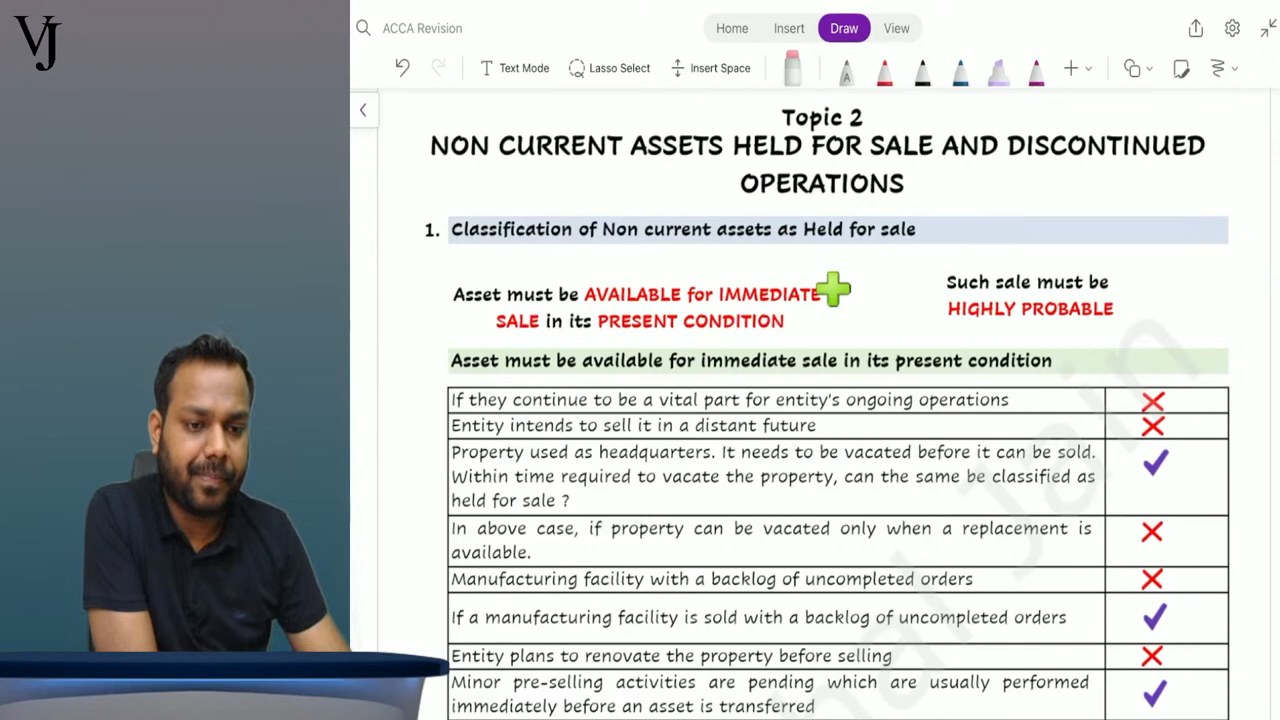 VJ
ACCA Revision
Home Insert Draw View
Text Mode Lasso Select Insert Space
A
Topic 2
NON CURRENT ASSETS HELD FOR SALE AND DISCONTINUED
OPERATIONS
1. Classification of Non current assets as Held for sale
Asset must be AVAILABLE for IMMEDIATE
SALE in its PRESENT CONDITION
Such sale must be
HIGHLY PROBABLE
Asset must be available for immediate sale in its present condition
If they continue to be a vital part for entity's ongoing operations
Entity intends to sell it in a distant future
Property used as headquarters. It needs to be vacated before it can be sold.
Within time required to vacate the property, can the same be classified as
held for sale ?
In above case, if property can be vacated only when a replacement is
available.
Manufacturing facility with a backlog of uncompleted orders
If a manufacturing facility is sold with a backlog of uncompleted orders
Entity plans to renovate the property before selling
Minor pre-selling activities are pending which are usually performed
immediately before an asset is transferred
Jain